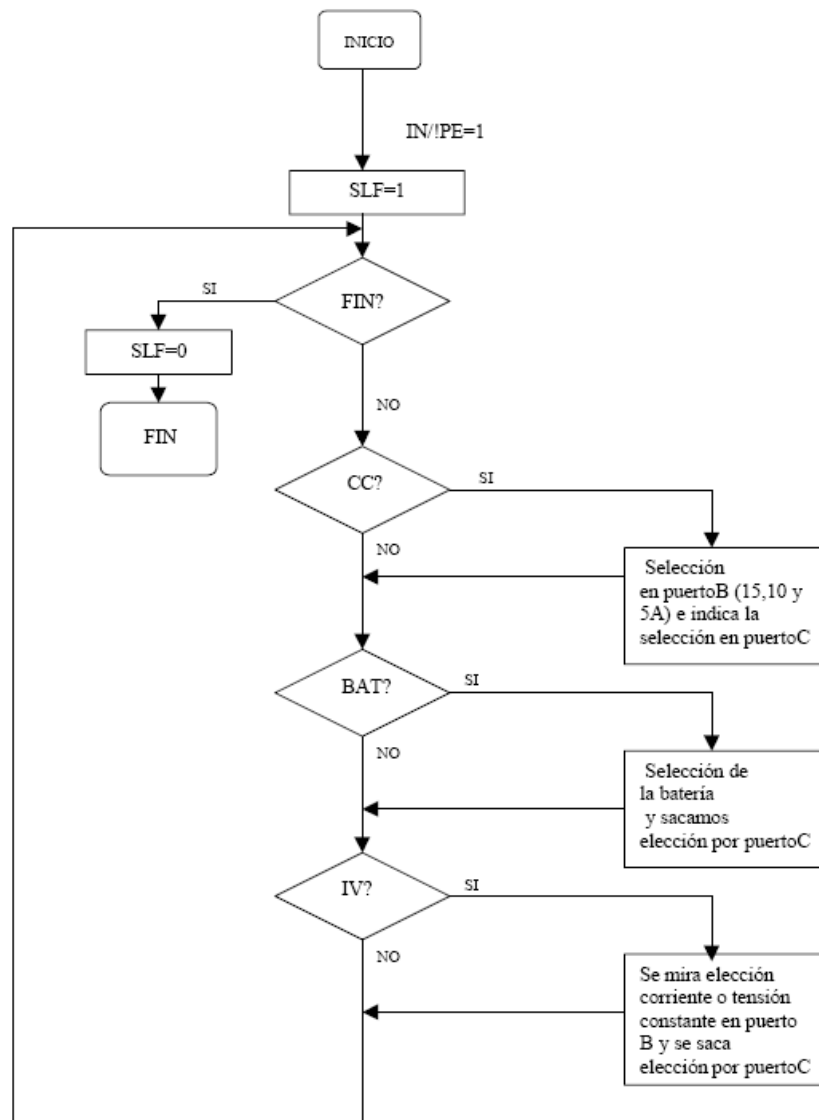 INICIO
IN/!PE=1
SLF=1
SI
FIN?
SLF=0
NO
FIN
CC?
SI
NO
Selección
en puertoB (15,10 y
5A) e indica la
selección en puertoC
BAT?
SI
NO
Selección de
la batería
y sacamos
elección por puertoC
IV?
SI
NO
Se mira elección
corriente o tensión
constante en puerto
B y se saca
elección por puertoC